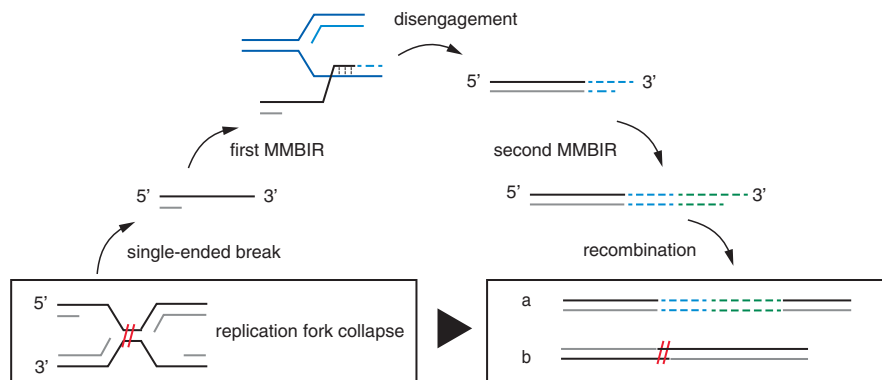 disengagement
5’ 3’
first MMBIR
second MMBIR
5’ 3’
5’ 3’
single-ended break
recombination
5’
replication fork collapse
3’
a
b